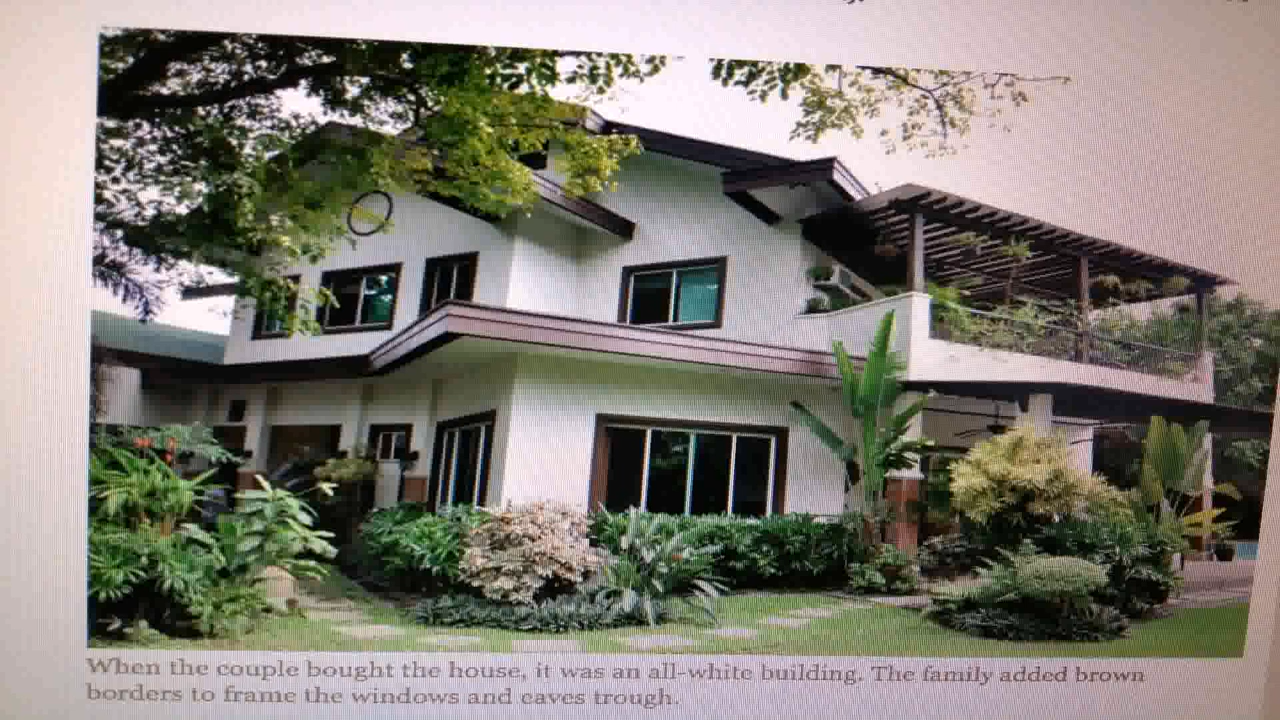 When the couple bought the house, it was an all-white building. The family added brown
borders to frame the windows and eaves trough.